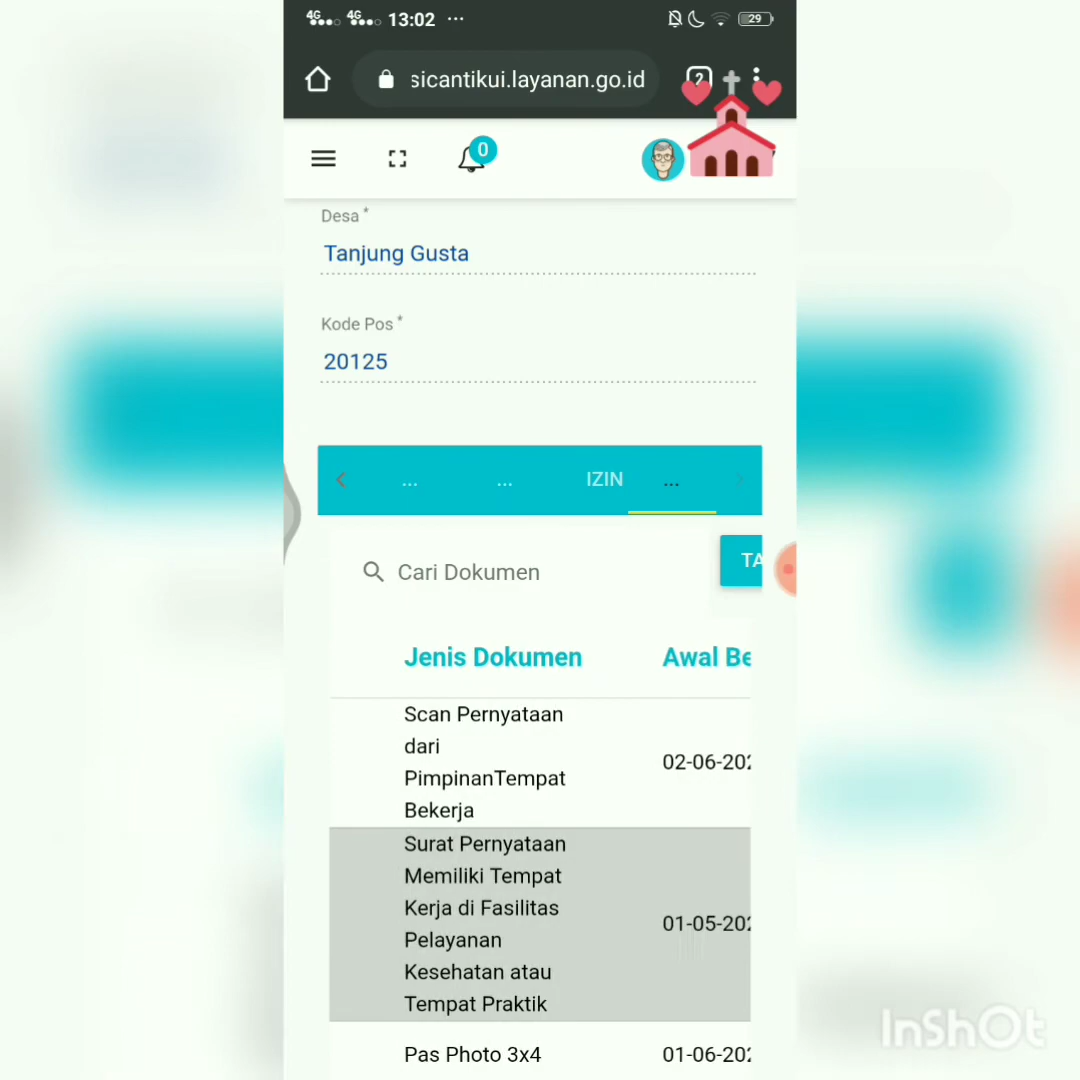 4G 4G 13:02 ... 29
sicantikui.layanan.go.id 2
0
Desa *
Tanjung Gusta
Kode Pos *
20125
... ... IZIN ...
Cari Dokumen TA
Jenis Dokumen Awal Be
Scan Pernyataan
dari
PimpinanTempat
Bekerja
02-06-202
Surat Pernyataan
Memiliki Tempat
Kerja di Fasilitas
Pelayanan
Kesehatan atau
Tempat Praktik
01-05-202
Pas Photo 3x4 01-06-202
InShOt